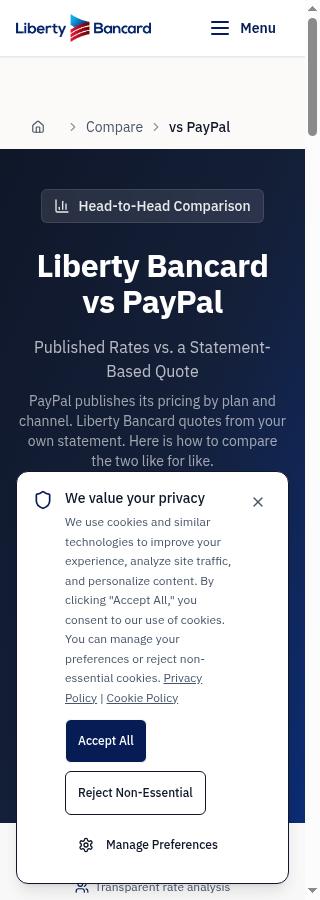 Liberty Bancard
Menu
Compare
vs PayPal
Head-to-Head Comparison
Liberty Bancard
vs PayPal
Published Rates vs. a Statement-
Based Quote
PayPal publishes its pricing by plan and
channel. Liberty Bancard quotes from your
own statement. Here is how to compare
the two like for like.
We value your privacy
We use cookies and similar
technologies to improve your
experience, analyze site traffic,
and personalize content. By
clicking "Accept All," you
consent to our use of cookies.
You can manage your
preferences or reject non-
essential cookies. Privacy
Policy | Cookie Policy
Accept All
Reject Non-Essential
Manage Preferences
Transparent rate analysis